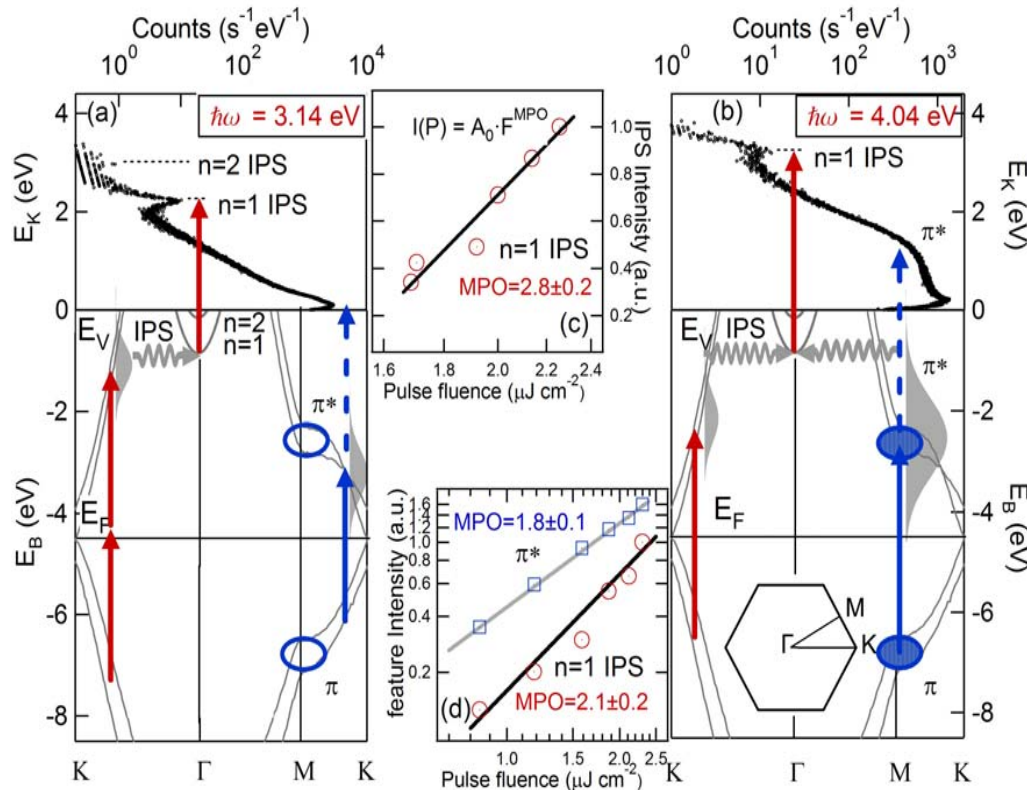 Counts (s⁻¹eV⁻¹)
10⁰ 10² 10⁴
(a)
ħω = 3.14 eV
n=2 IPS
n=1 IPS
4
2
0
-2
-4
-6
-8
E_K (eV)
E_B (eV)
E_V
IPS
n=2
n=1
π*
E_F
π
K Γ M K
I(P) = A₀·F^MPO
n=1 IPS
MPO=2.8±0.2
(c)
IPS Intenisty (a.u.)
1.0
0.8
0.6
0.4
0.2
1.6 1.8 2.0 2.2 2.4
Pulse fluence (μJ cm⁻²)
feature Intensity (a.u.)
1.6
1.4
1.2
1.0
0.8
0.6
0.4
0.2
MPO=1.8±0.1
π*
n=1 IPS
(d)
MPO=2.1±0.2
1.0 1.5 2.0 2.5
Pulse fluence (μJ cm⁻²)
Counts (s⁻¹eV⁻¹)
10⁰ 10¹ 10² 10³
(b)
ħω = 4.04 eV
n=1 IPS
π*
4
2
0
-2
-4
-6
-8
E_K (eV)
E_B (eV)
E_V
IPS
π*
E_F
M
Γ K
π
K Γ M K